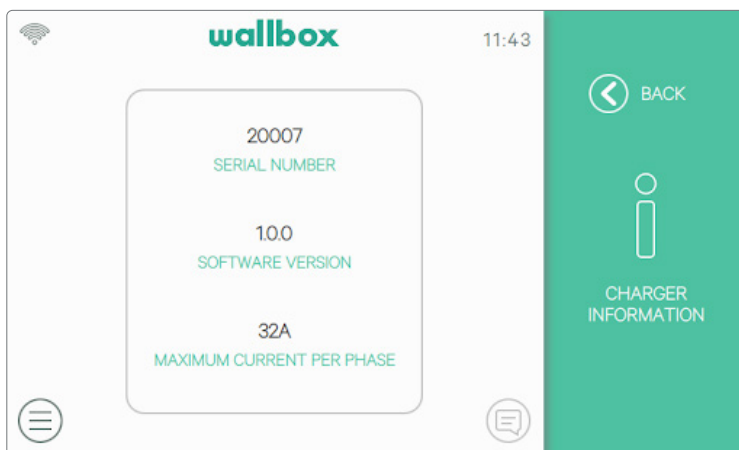 wallbox
11:43
BACK
20007
SERIAL NUMBER
1.0.0
SOFTWARE VERSION
32A
MAXIMUM CURRENT PER PHASE
CHARGER
INFORMATION